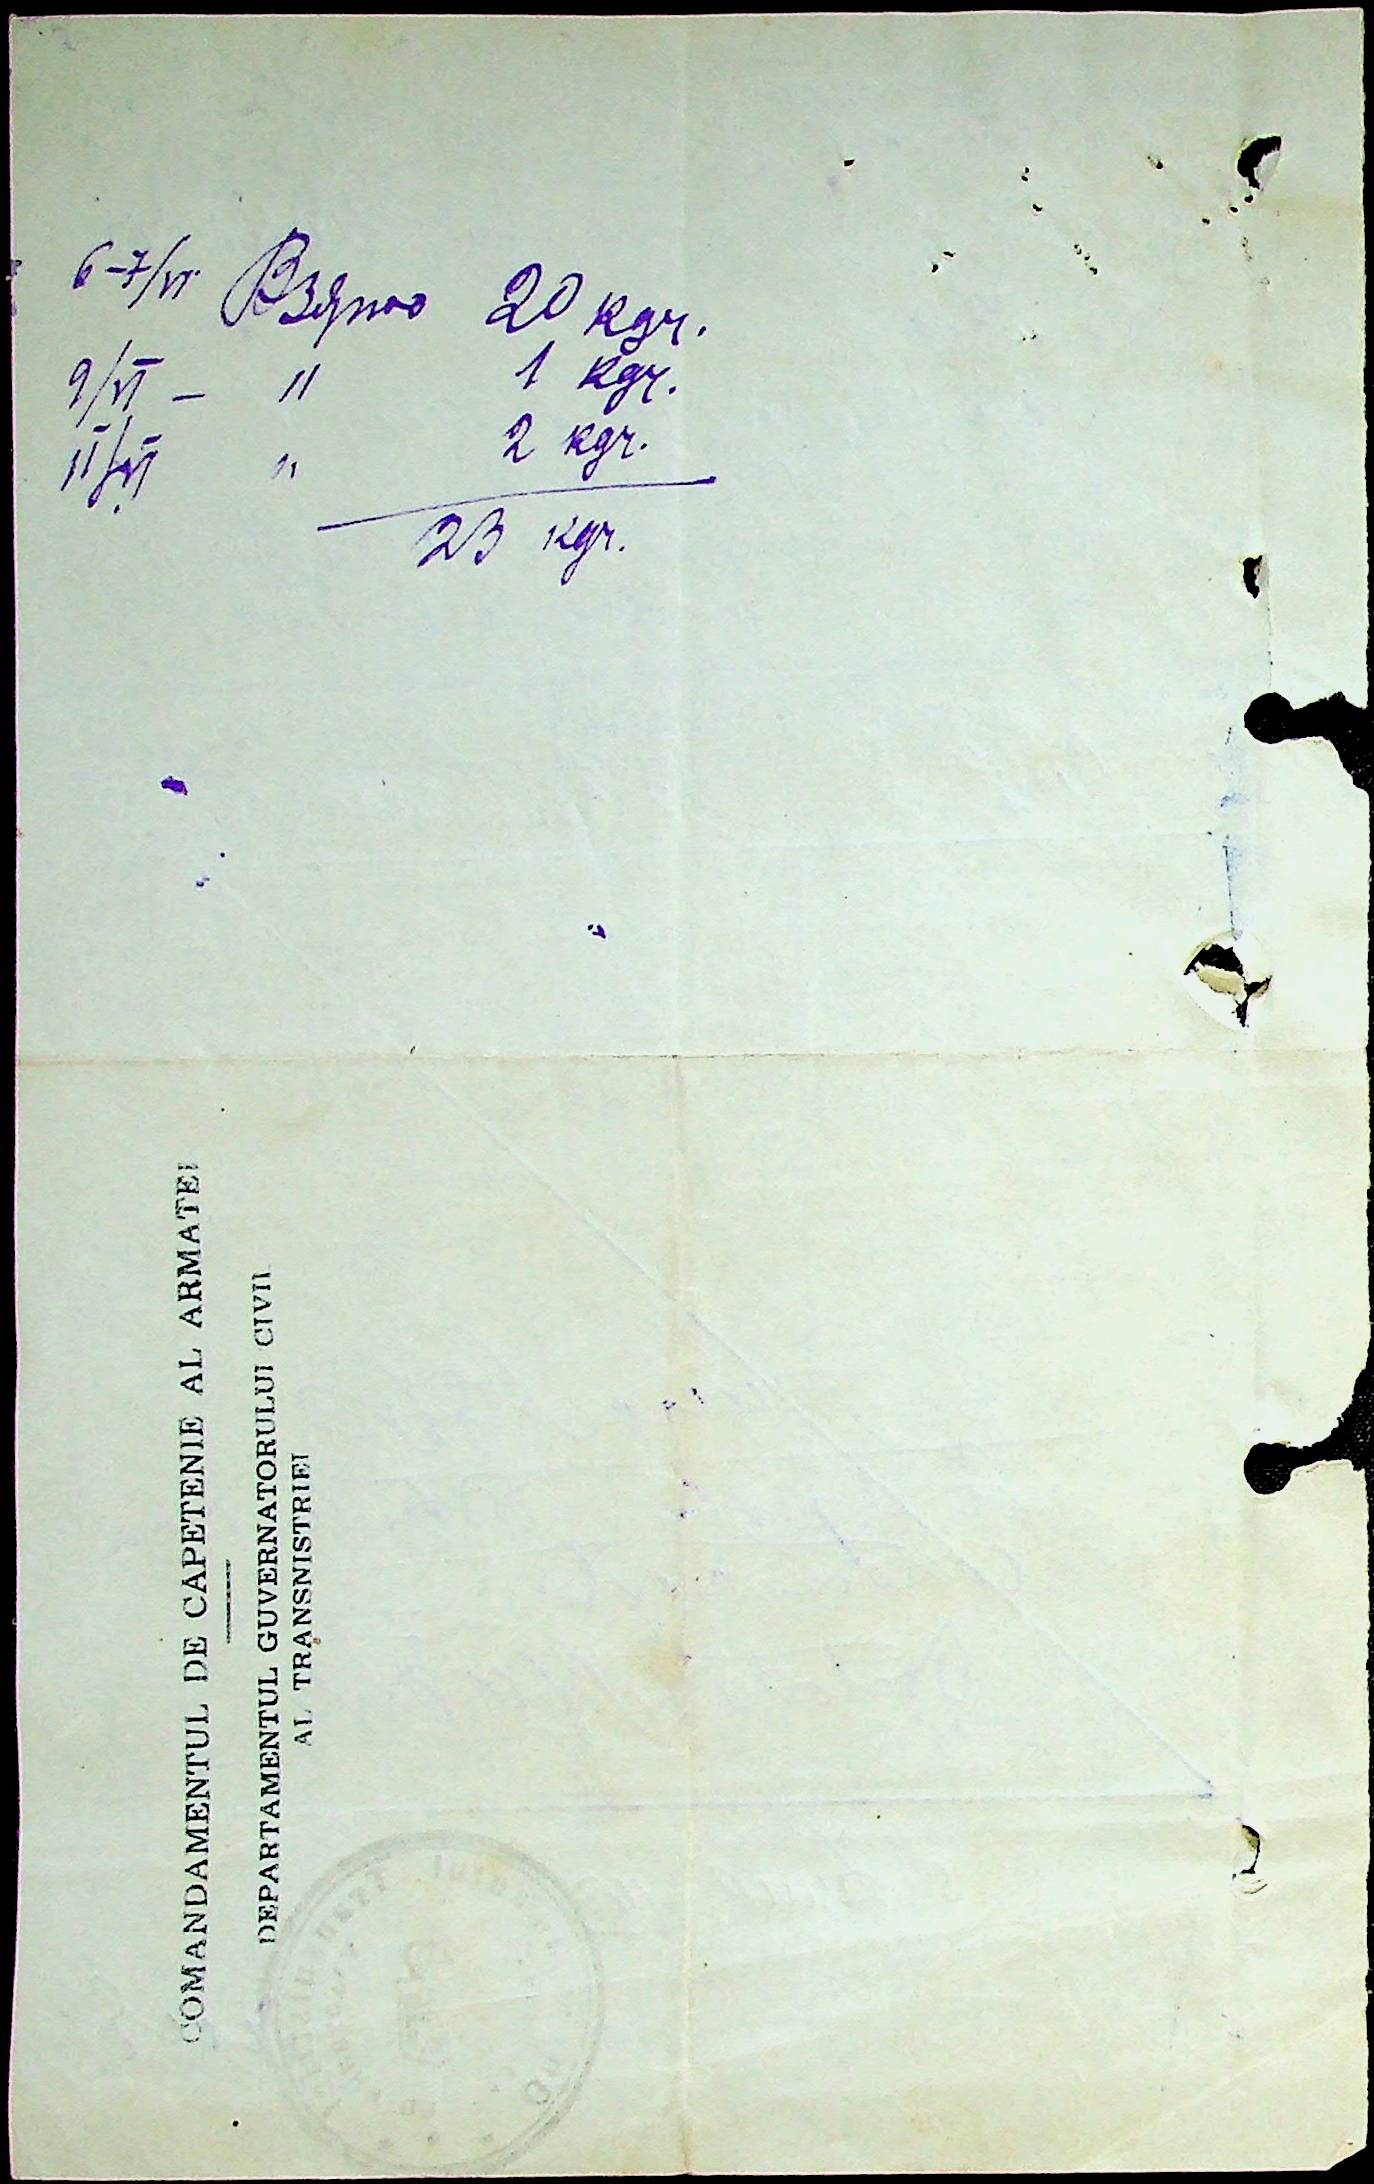 6-7/VI Взято 20 kgr.
9/VI — " 1 kgr.
11/VI " 2 kgr.
23 kgr.
COMANDAMENTUL DE CAPETENIE AL ARMATEI
DEPARTAMENTUL GUVERNATORULUI CIVIL
AL TRANSNISTRIEI